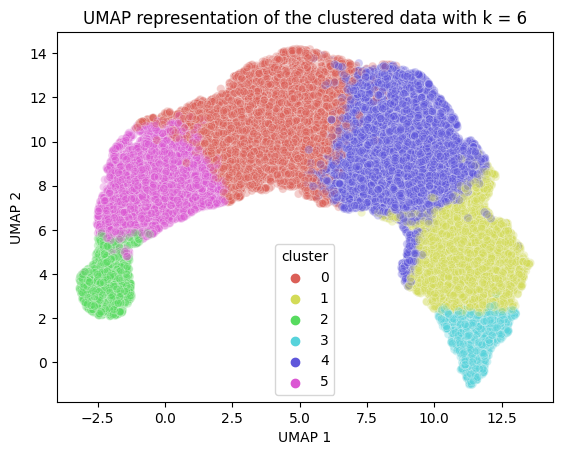 UMAP representation of the clustered data with k = 6
14
12
10
8
6
4
2
0
UMAP 2
cluster
0
1
2
3
4
5
−2.5 0.0 2.5 5.0 7.5 10.0 12.5
UMAP 1